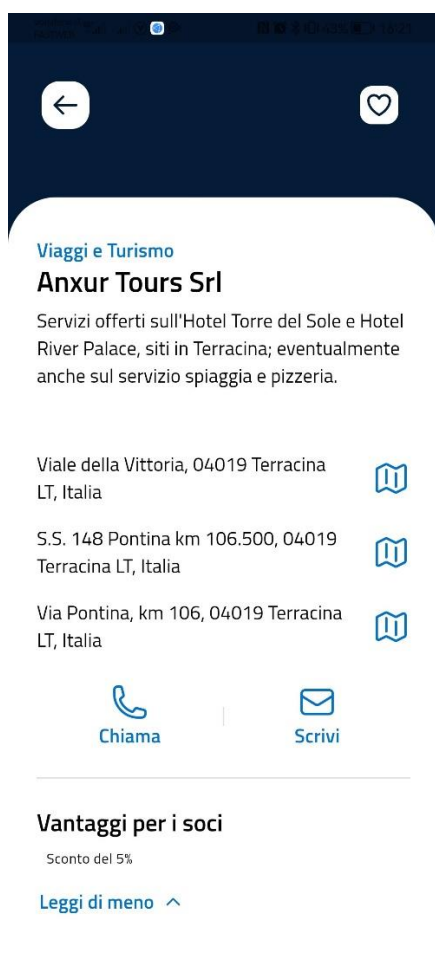 Viaggi e Turismo
Anxur Tours Srl
Servizi offerti sull'Hotel Torre del Sole e Hotel
River Palace, siti in Terracina; eventualmente
anche sul servizio spiaggia e pizzeria.
Viale della Vittoria, 04019 Terracina
LT, Italia
S.S. 148 Pontina km 106.500, 04019
Terracina LT, Italia
Via Pontina, km 106, 04019 Terracina
LT, Italia
Chiama
Scrivi
Vantaggi per i soci
Sconto del 5%
Leggi di meno